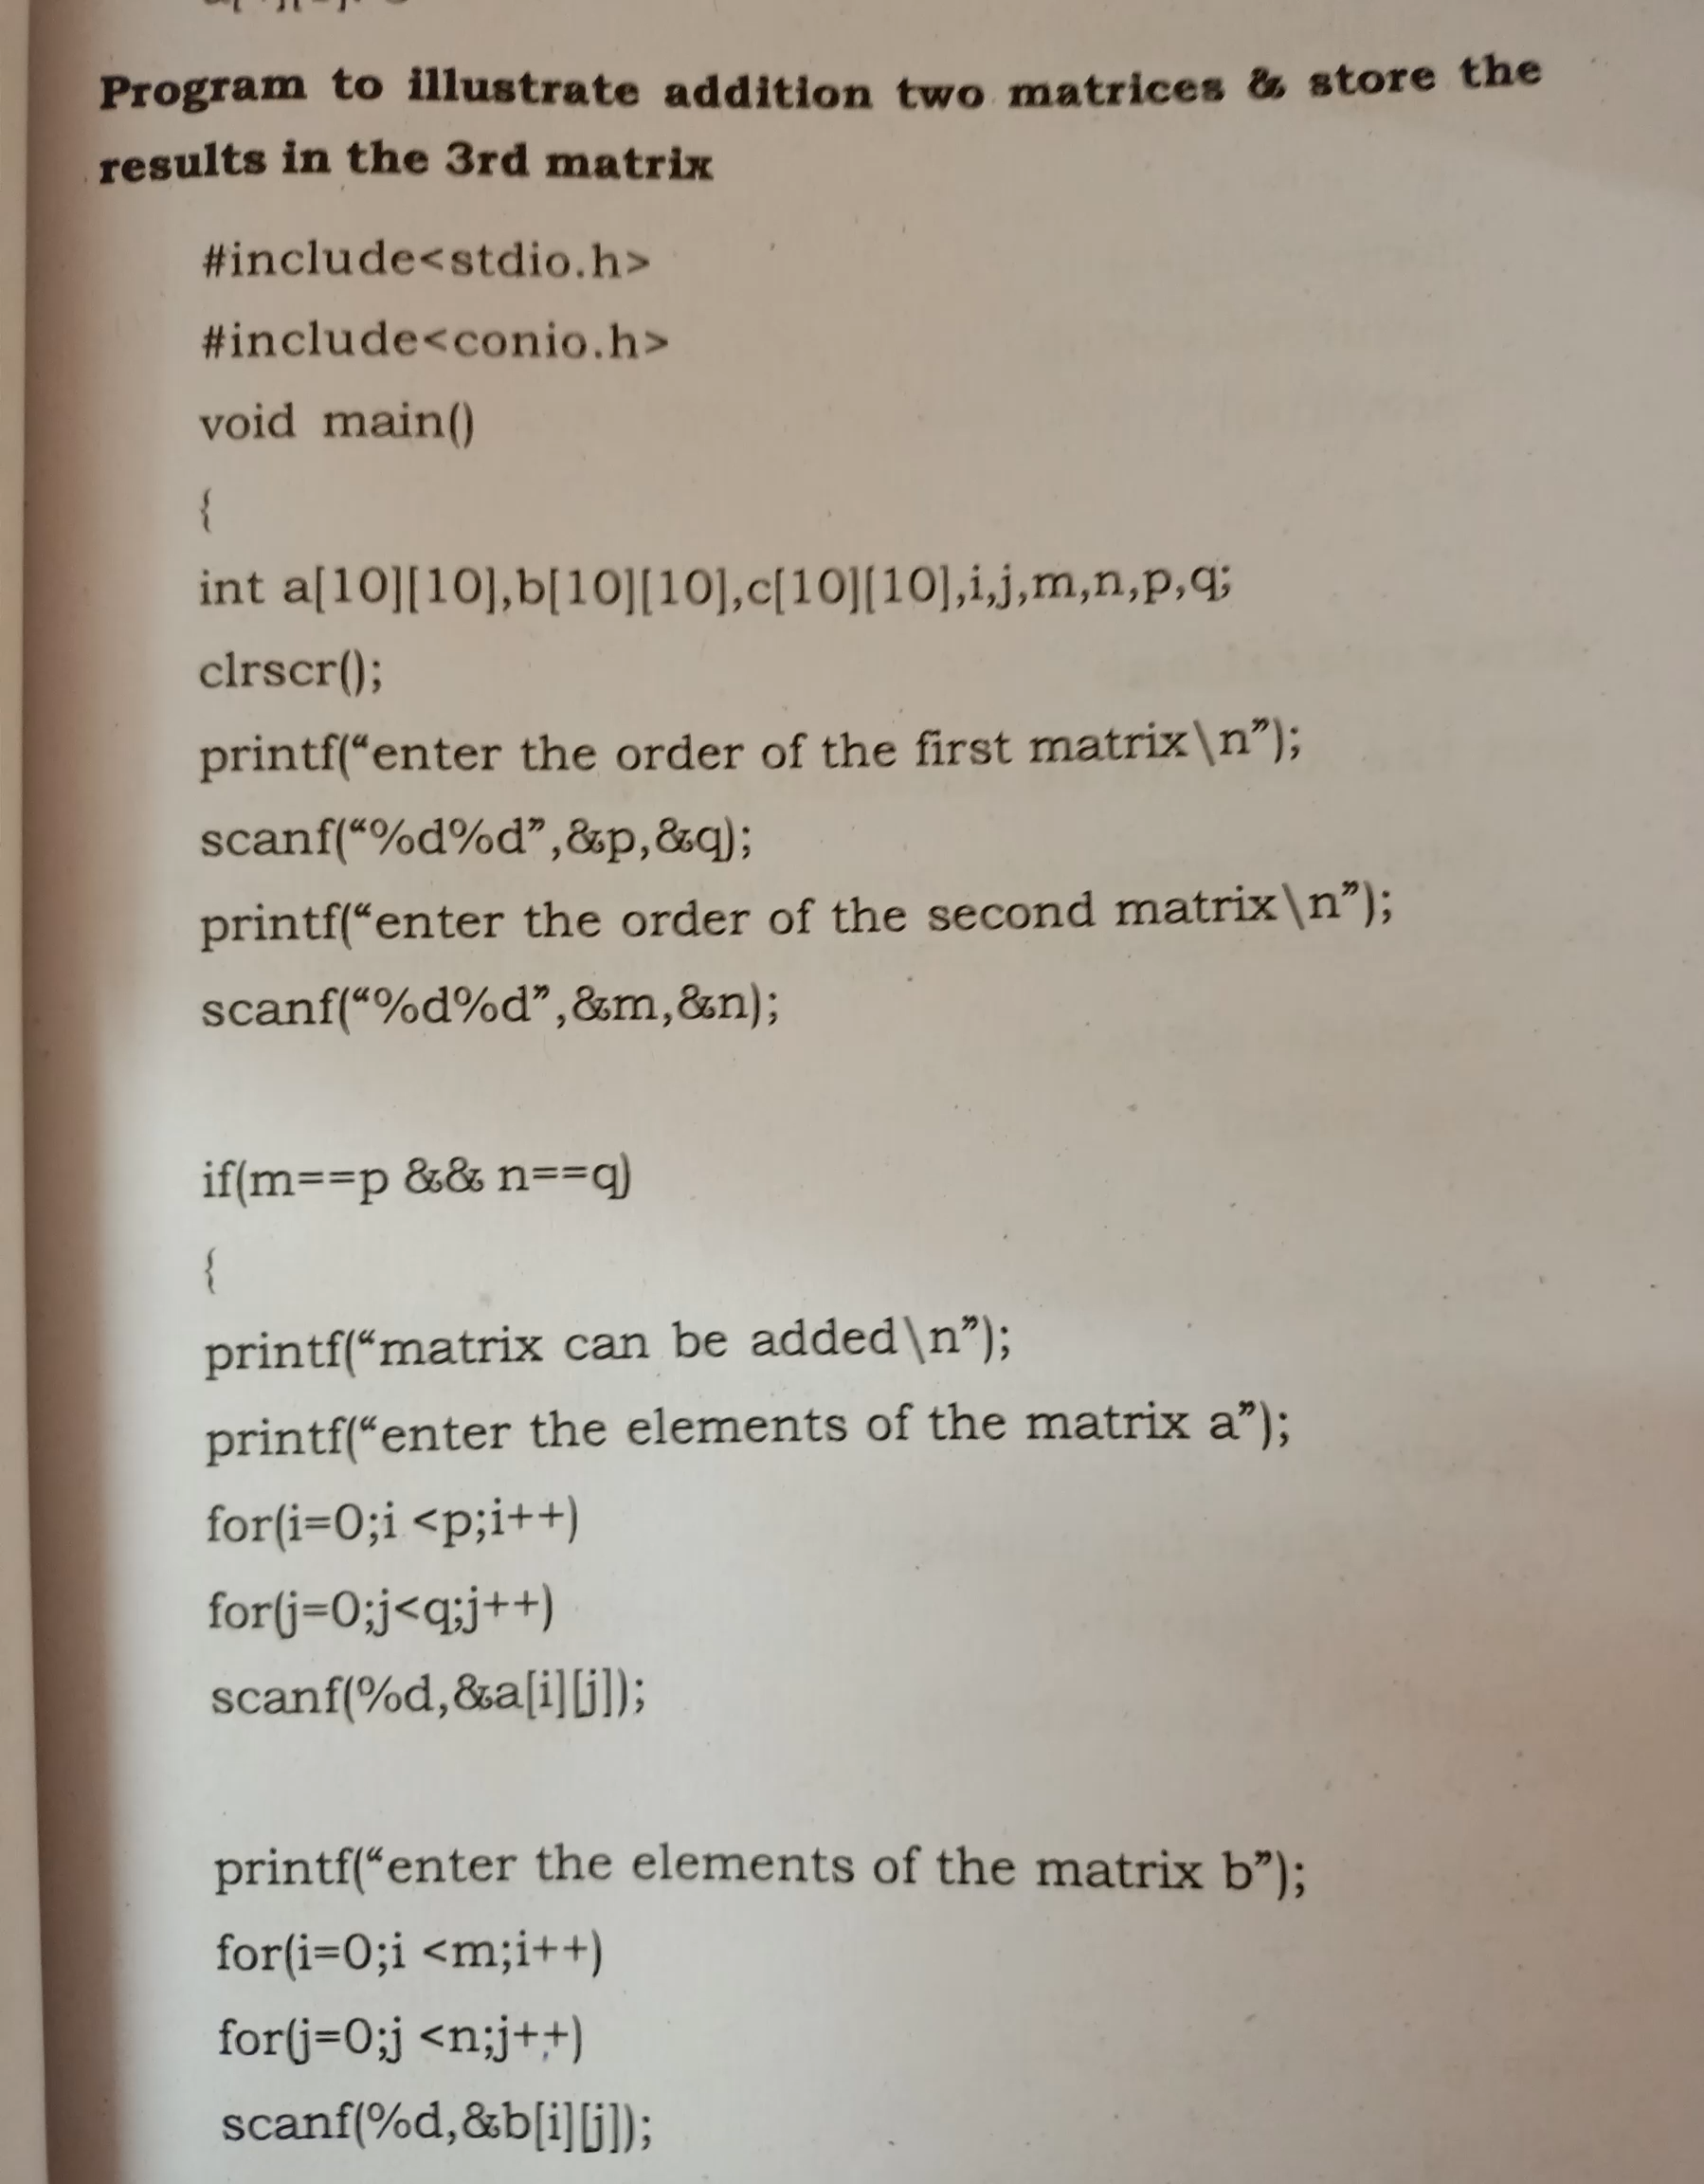 Program to illustrate addition two matrices & store the
results in the 3rd matrix
#include<stdio.h>
#include<conio.h>
void main()
{
int a[10][10],b[10][10],c[10][10],i,j,m,n,p,q;
clrscr();
printf(“enter the order of the first matrix\n”);
scanf(“%d%d”,&p,&q);
printf(“enter the order of the second matrix\n”);
scanf(“%d%d”,&m,&n);
if(m==p && n==q)
{
printf(“matrix can be added\n”);
printf(“enter the elements of the matrix a”);
for(i=0;i <p;i++)
for(j=0;j<q;j++)
scanf(%d,&a[i][j]);
printf(“enter the elements of the matrix b”);
for(i=0;i <m;i++)
for(j=0;j <n;j++)
scanf(%d,&b[i][j]);